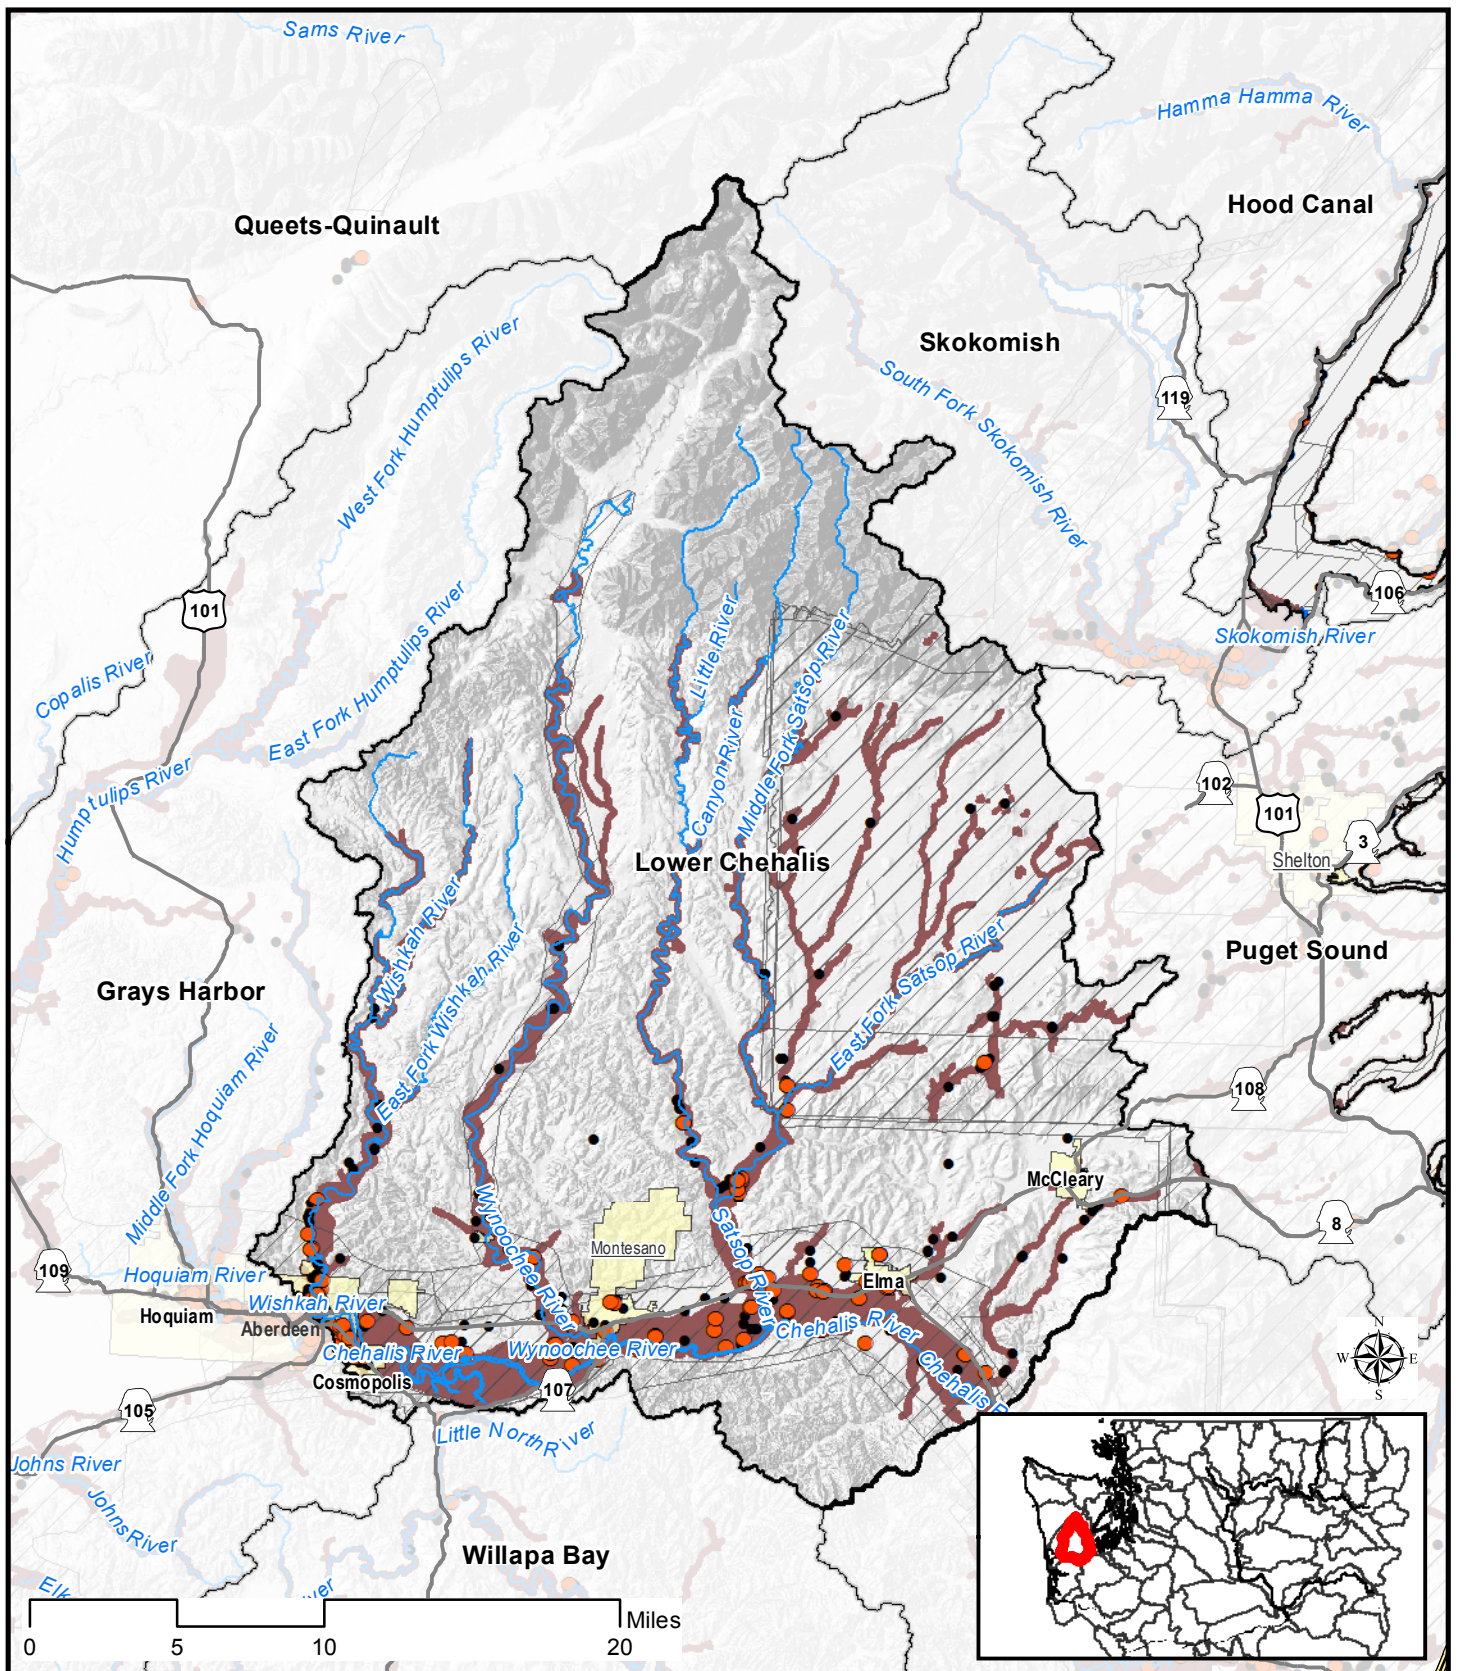 Sams River
Hamma Hamma River
Hood Canal
Queets-Quinault
Skokomish
West Fork Humptulips River
South Fork Skokomish River
119
101
106
Skokomish River
East Fork Humptulips River
Copalis River
Little River
Middle Fork Satsop River
Canyon River
Humptulips River
102
101
3
Shelton
Lower Chehalis
Wishkah River
East Fork Wishkah River
East Fork Satsop River
Puget Sound
Grays Harbor
Middle Fork Hoquiam River
108
McCleary
8
Wynoochee River
Satsop River
Montesano
109
Hoquiam River
Elma
Wishkah River
Hoquiam
Aberdeen
Chehalis River
Chehalis River
Wynoochee River
Chehalis R
Cosmopolis
107
105
Little North River
N
W E
S
Johns River
Johns River
Willapa Bay
Elk
ver
Miles
0 5 10 20